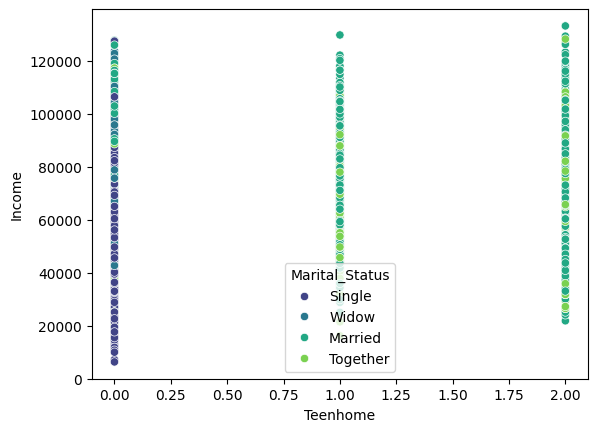 120000
100000
80000
60000
40000
20000
0
Income
Marital_Status
Single
Widow
Married
Together
0.00 0.25 0.50 0.75 1.00 1.25 1.50 1.75 2.00
Teenhome